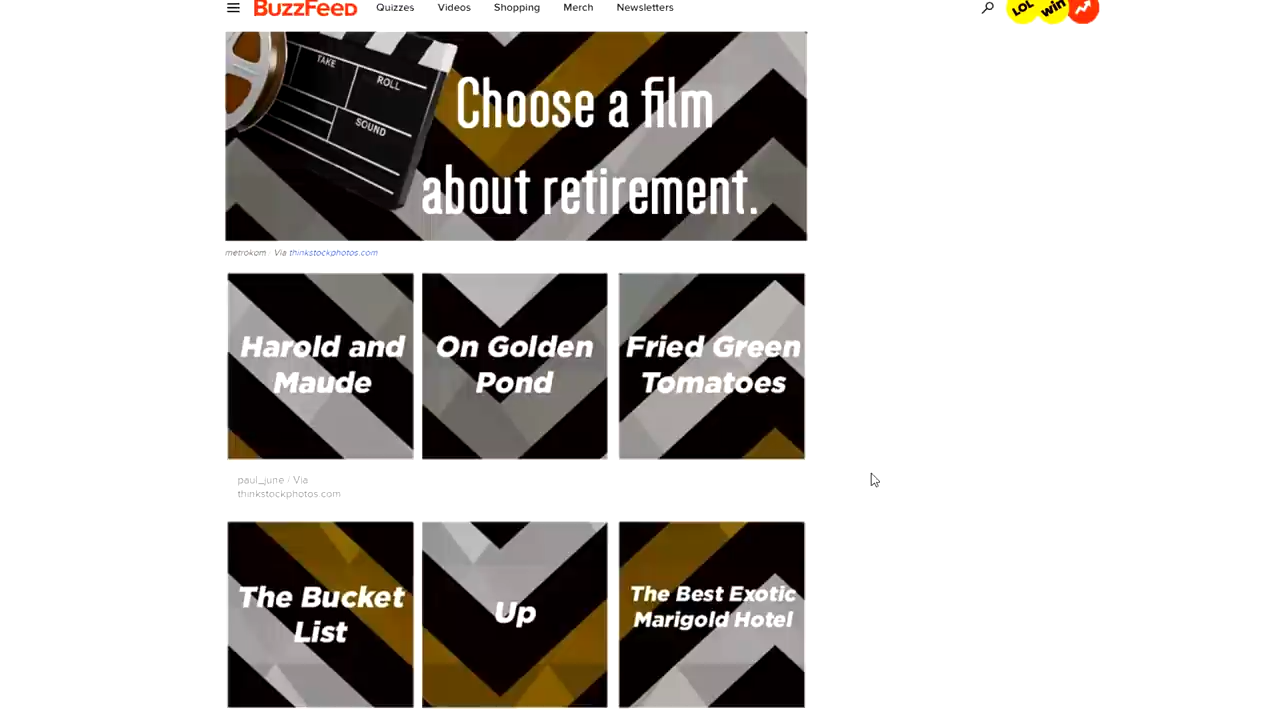 BuzzFeed
Quizzes
Videos
Shopping
Merch
Newsletters
LOL
win
TAKE
ROLL
SOUND
Choose a film
about retirement.
metrokom · Via thinkstockphotos.com
Harold and
Maude
On Golden
Pond
Fried Green
Tomatoes
paul_june / Via
thinkstockphotos.com
The Bucket
List
Up
The Best Exotic
Marigold Hotel